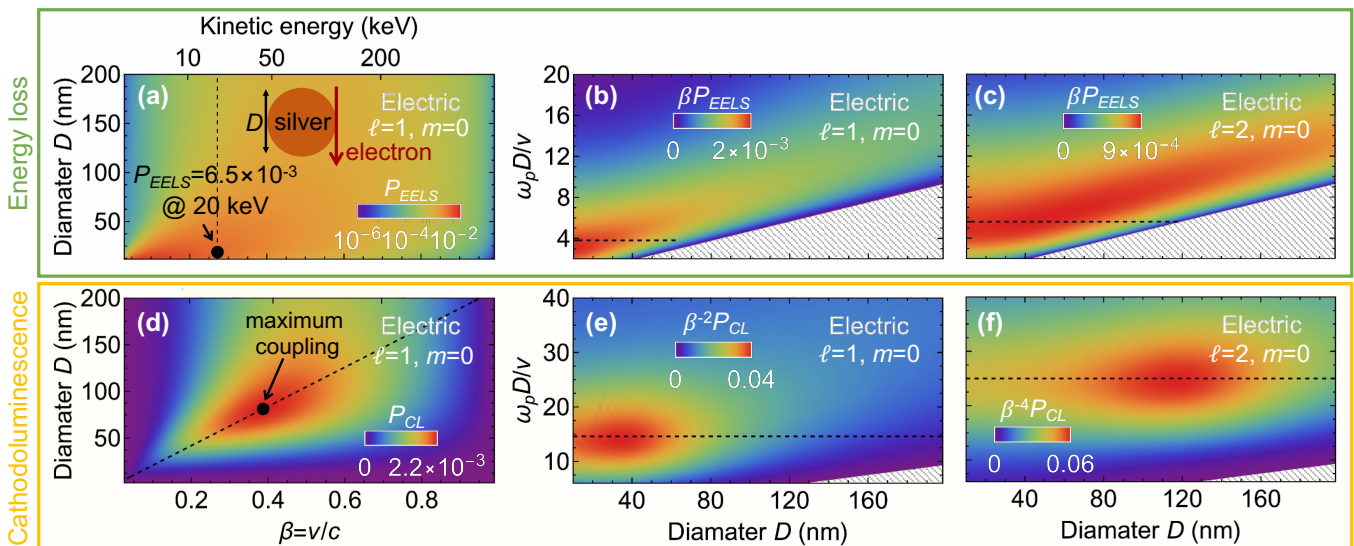 Energy loss
Kinetic energy (keV)
10 50 200
Diamater D (nm)
200
150
100
50
(a)
Electric
ℓ=1, m=0
D
silver
electron
P_EELS=6.5×10⁻³
@ 20 keV
P_EELS
10⁻⁶10⁻⁴10⁻²
ω_pD/v
20
16
12
8
4
(b)
βP_EELS
0 2×10⁻³
Electric
ℓ=1, m=0
(c)
βP_EELS
0 9×10⁻⁴
Electric
ℓ=2, m=0
Cathodoluminescence
Diamater D (nm)
200
150
100
50
(d)
maximum
coupling
Electric
ℓ=1, m=0
P_CL
0 2.2×10⁻³
0.2 0.4 0.6 0.8
β=v/c
ω_pD/v
40
30
20
10
(e)
β⁻²P_CL
0 0.04
Electric
ℓ=1, m=0
40 80 120 160
Diamater D (nm)
(f)
Electric
ℓ=2, m=0
β⁻⁴P_CL
0 0.06
40 80 120 160
Diamater D (nm)